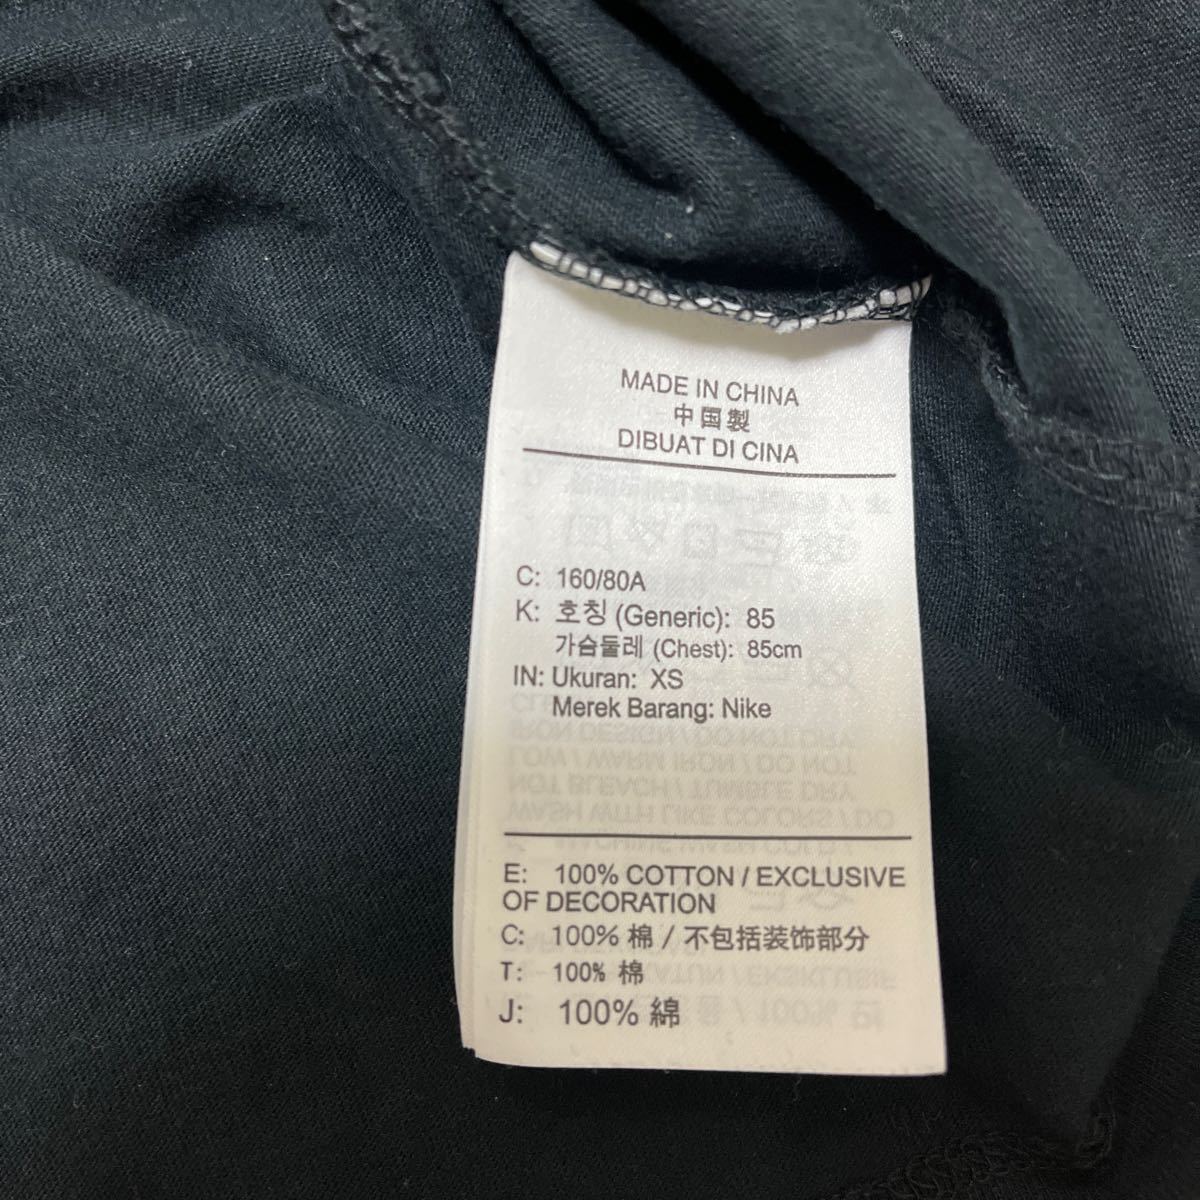 MADE IN CHINA
中国製
DIBUAT DI CINA
C: 160/80A
K: 호칭 (Generic): 85
가슴둘레 (Chest): 85cm
IN: Ukuran: XS
Merek Barang: Nike
E: 100% COTTON / EXCLUSIVE
OF DECORATION
C: 100% 棉 / 不包括装饰部分
T: 100% 棉
J: 100% 綿